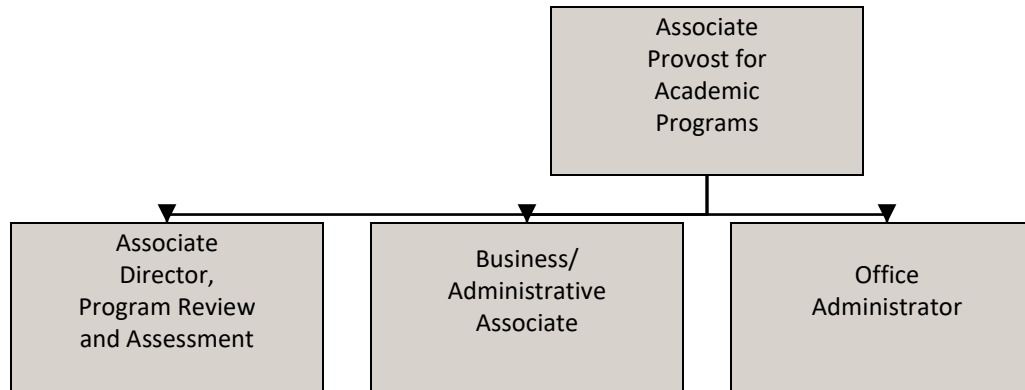 Associate
Provost for
Academic
Programs
Associate
Director,
Program Review
and Assessment
Business/
Administrative
Associate
Office
Administrator